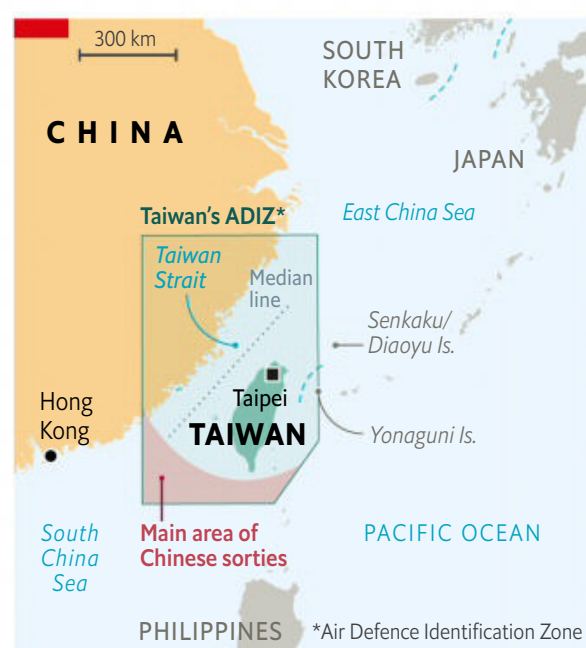 300 km
SOUTH
KOREA
CHINA
JAPAN
Taiwan's ADIZ*
East China Sea
Taiwan
Strait
Median
line
Senkaku/
Diaoyu Is.
Taipei
Hong
Kong
TAIWAN
Yonaguni Is.
South
China
Sea
Main area of
Chinese sorties
PACIFIC OCEAN
PHILIPPINES
*Air Defence Identification Zone